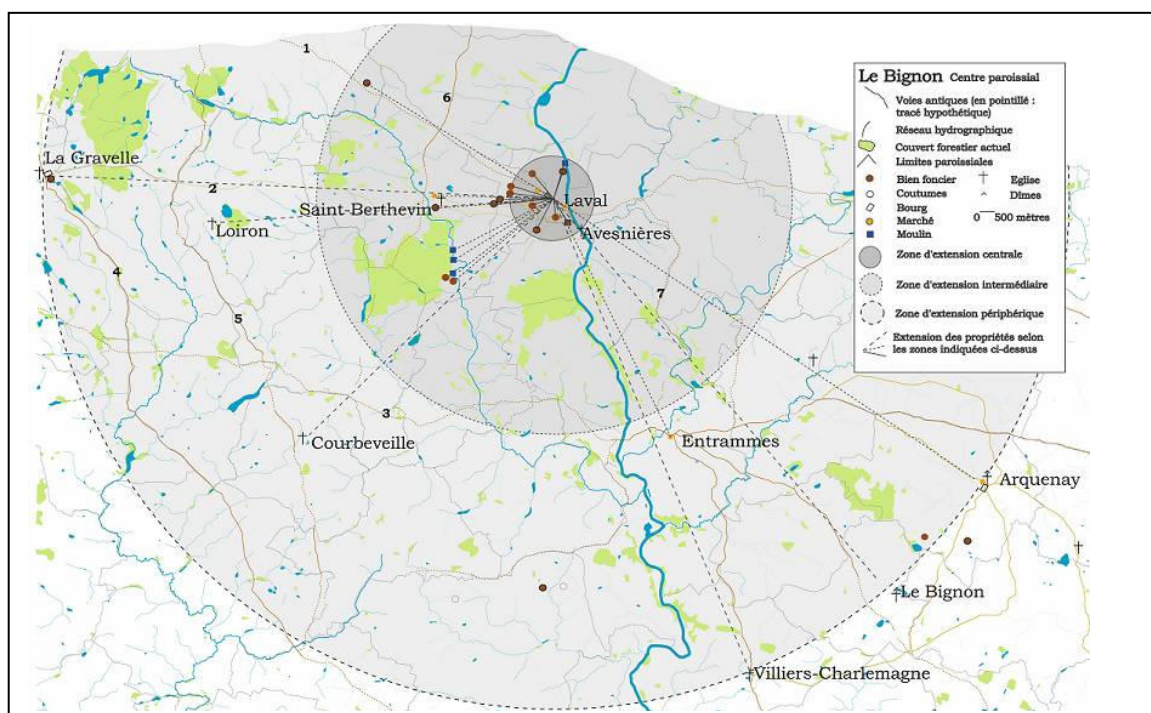 1
6
La Gravelle
2
Saint-Berthevin
Laval
Loiron
Avesnières
4
5
7
3
Courbeveille
Entrammes
Arquenay
Le Bignon
Villiers-Charlemagne
Le Bignon Centre paroissial
Voies antiques (en pointillé :
tracé hypothétique)
Réseau hydrographique
Couvert forestier actuel
Limites paroissiales
Bien foncier
Eglise
Coutumes
Dimes
Bourg
Marché
0 500 mètres
Moulin
Zone d'extension centrale
Zone d'extension intermédiaire
Zone d'extension périphérique
Extension des propriétés selon
les zones indiquées ci-dessus